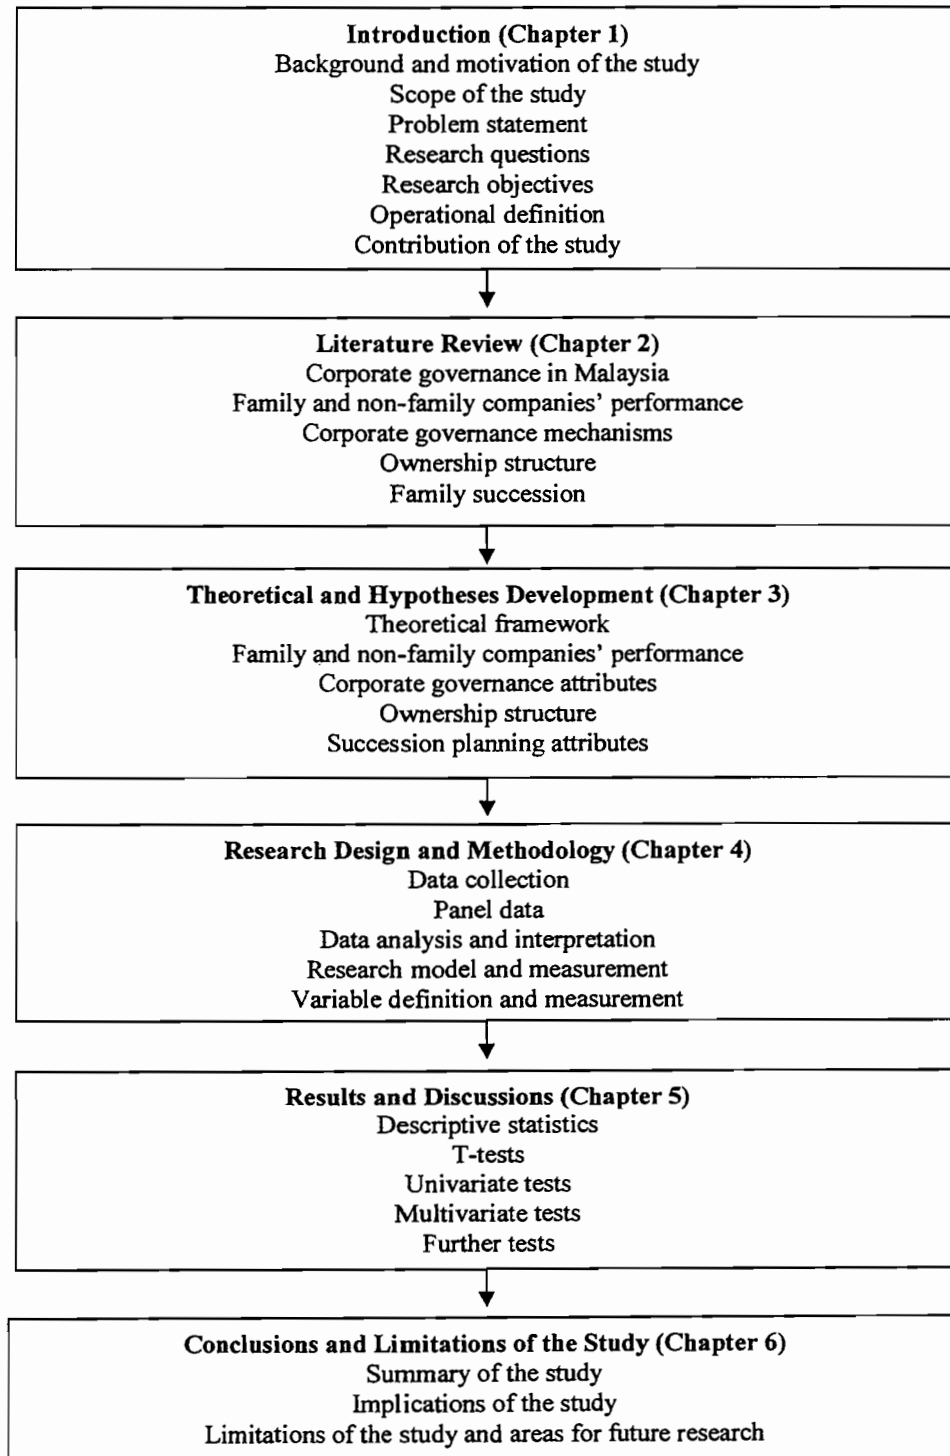 Introduction (Chapter 1)
Background and motivation of the study
Scope of the study
Problem statement
Research questions
Research objectives
Operational definition
Contribution of the study
Literature Review (Chapter 2)
Corporate governance in Malaysia
Family and non-family companies’ performance
Corporate governance mechanisms
Ownership structure
Family succession
Theoretical and Hypotheses Development (Chapter 3)
Theoretical framework
Family and non-family companies’ performance
Corporate governance attributes
Ownership structure
Succession planning attributes
Research Design and Methodology (Chapter 4)
Data collection
Panel data
Data analysis and interpretation
Research model and measurement
Variable definition and measurement
Results and Discussions (Chapter 5)
Descriptive statistics
T-tests
Univariate tests
Multivariate tests
Further tests
Conclusions and Limitations of the Study (Chapter 6)
Summary of the study
Implications of the study
Limitations of the study and areas for future research